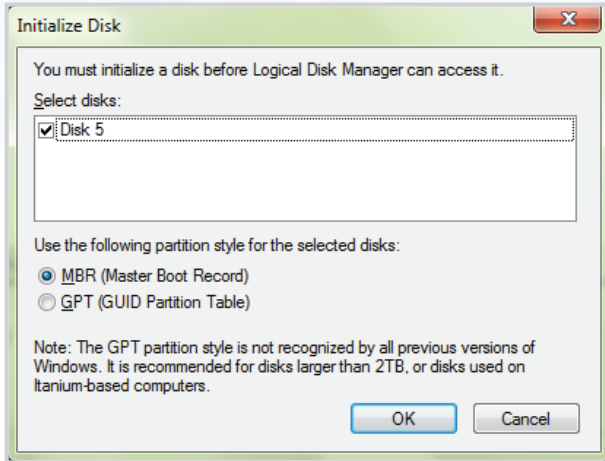 Initialize Disk
You must initialize a disk before Logical Disk Manager can access it.
Select disks:
Disk 5
Use the following partition style for the selected disks:
MBR (Master Boot Record)
GPT (GUID Partition Table)
Note: The GPT partition style is not recognized by all previous versions of
Windows. It is recommended for disks larger than 2TB, or disks used on
Itanium-based computers.
OK Cancel